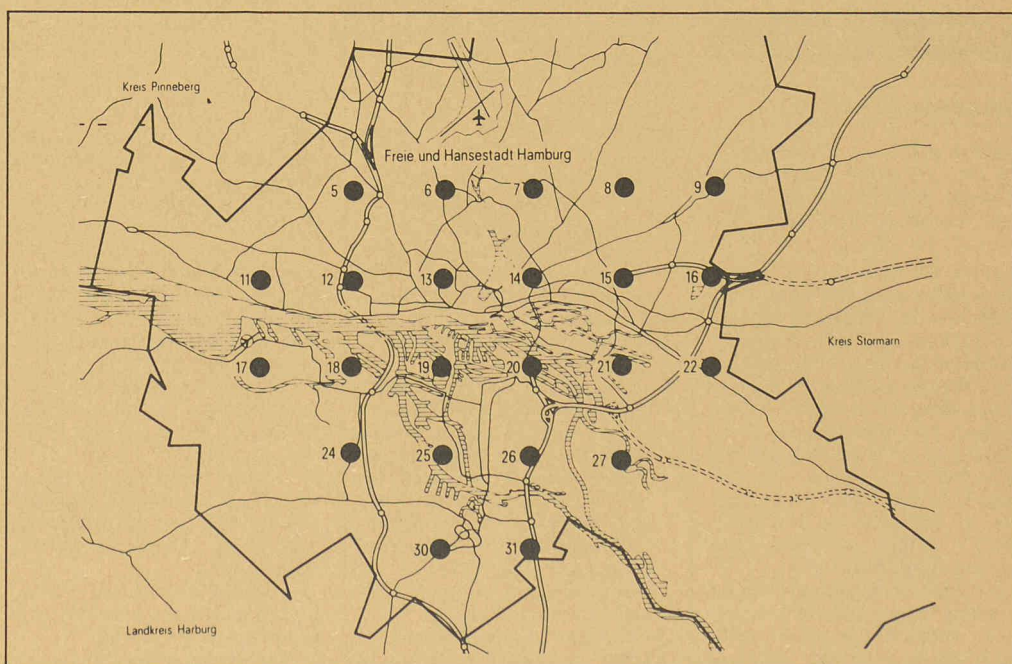 Kreis Pinneberg
Freie und Hansestadt Hamburg
5 6 7 8 9
11 12 13 14 15 16
Kreis Stormarn
17 18 19 20 21 22
24 25 26 27
30 31
Landkreis Harburg